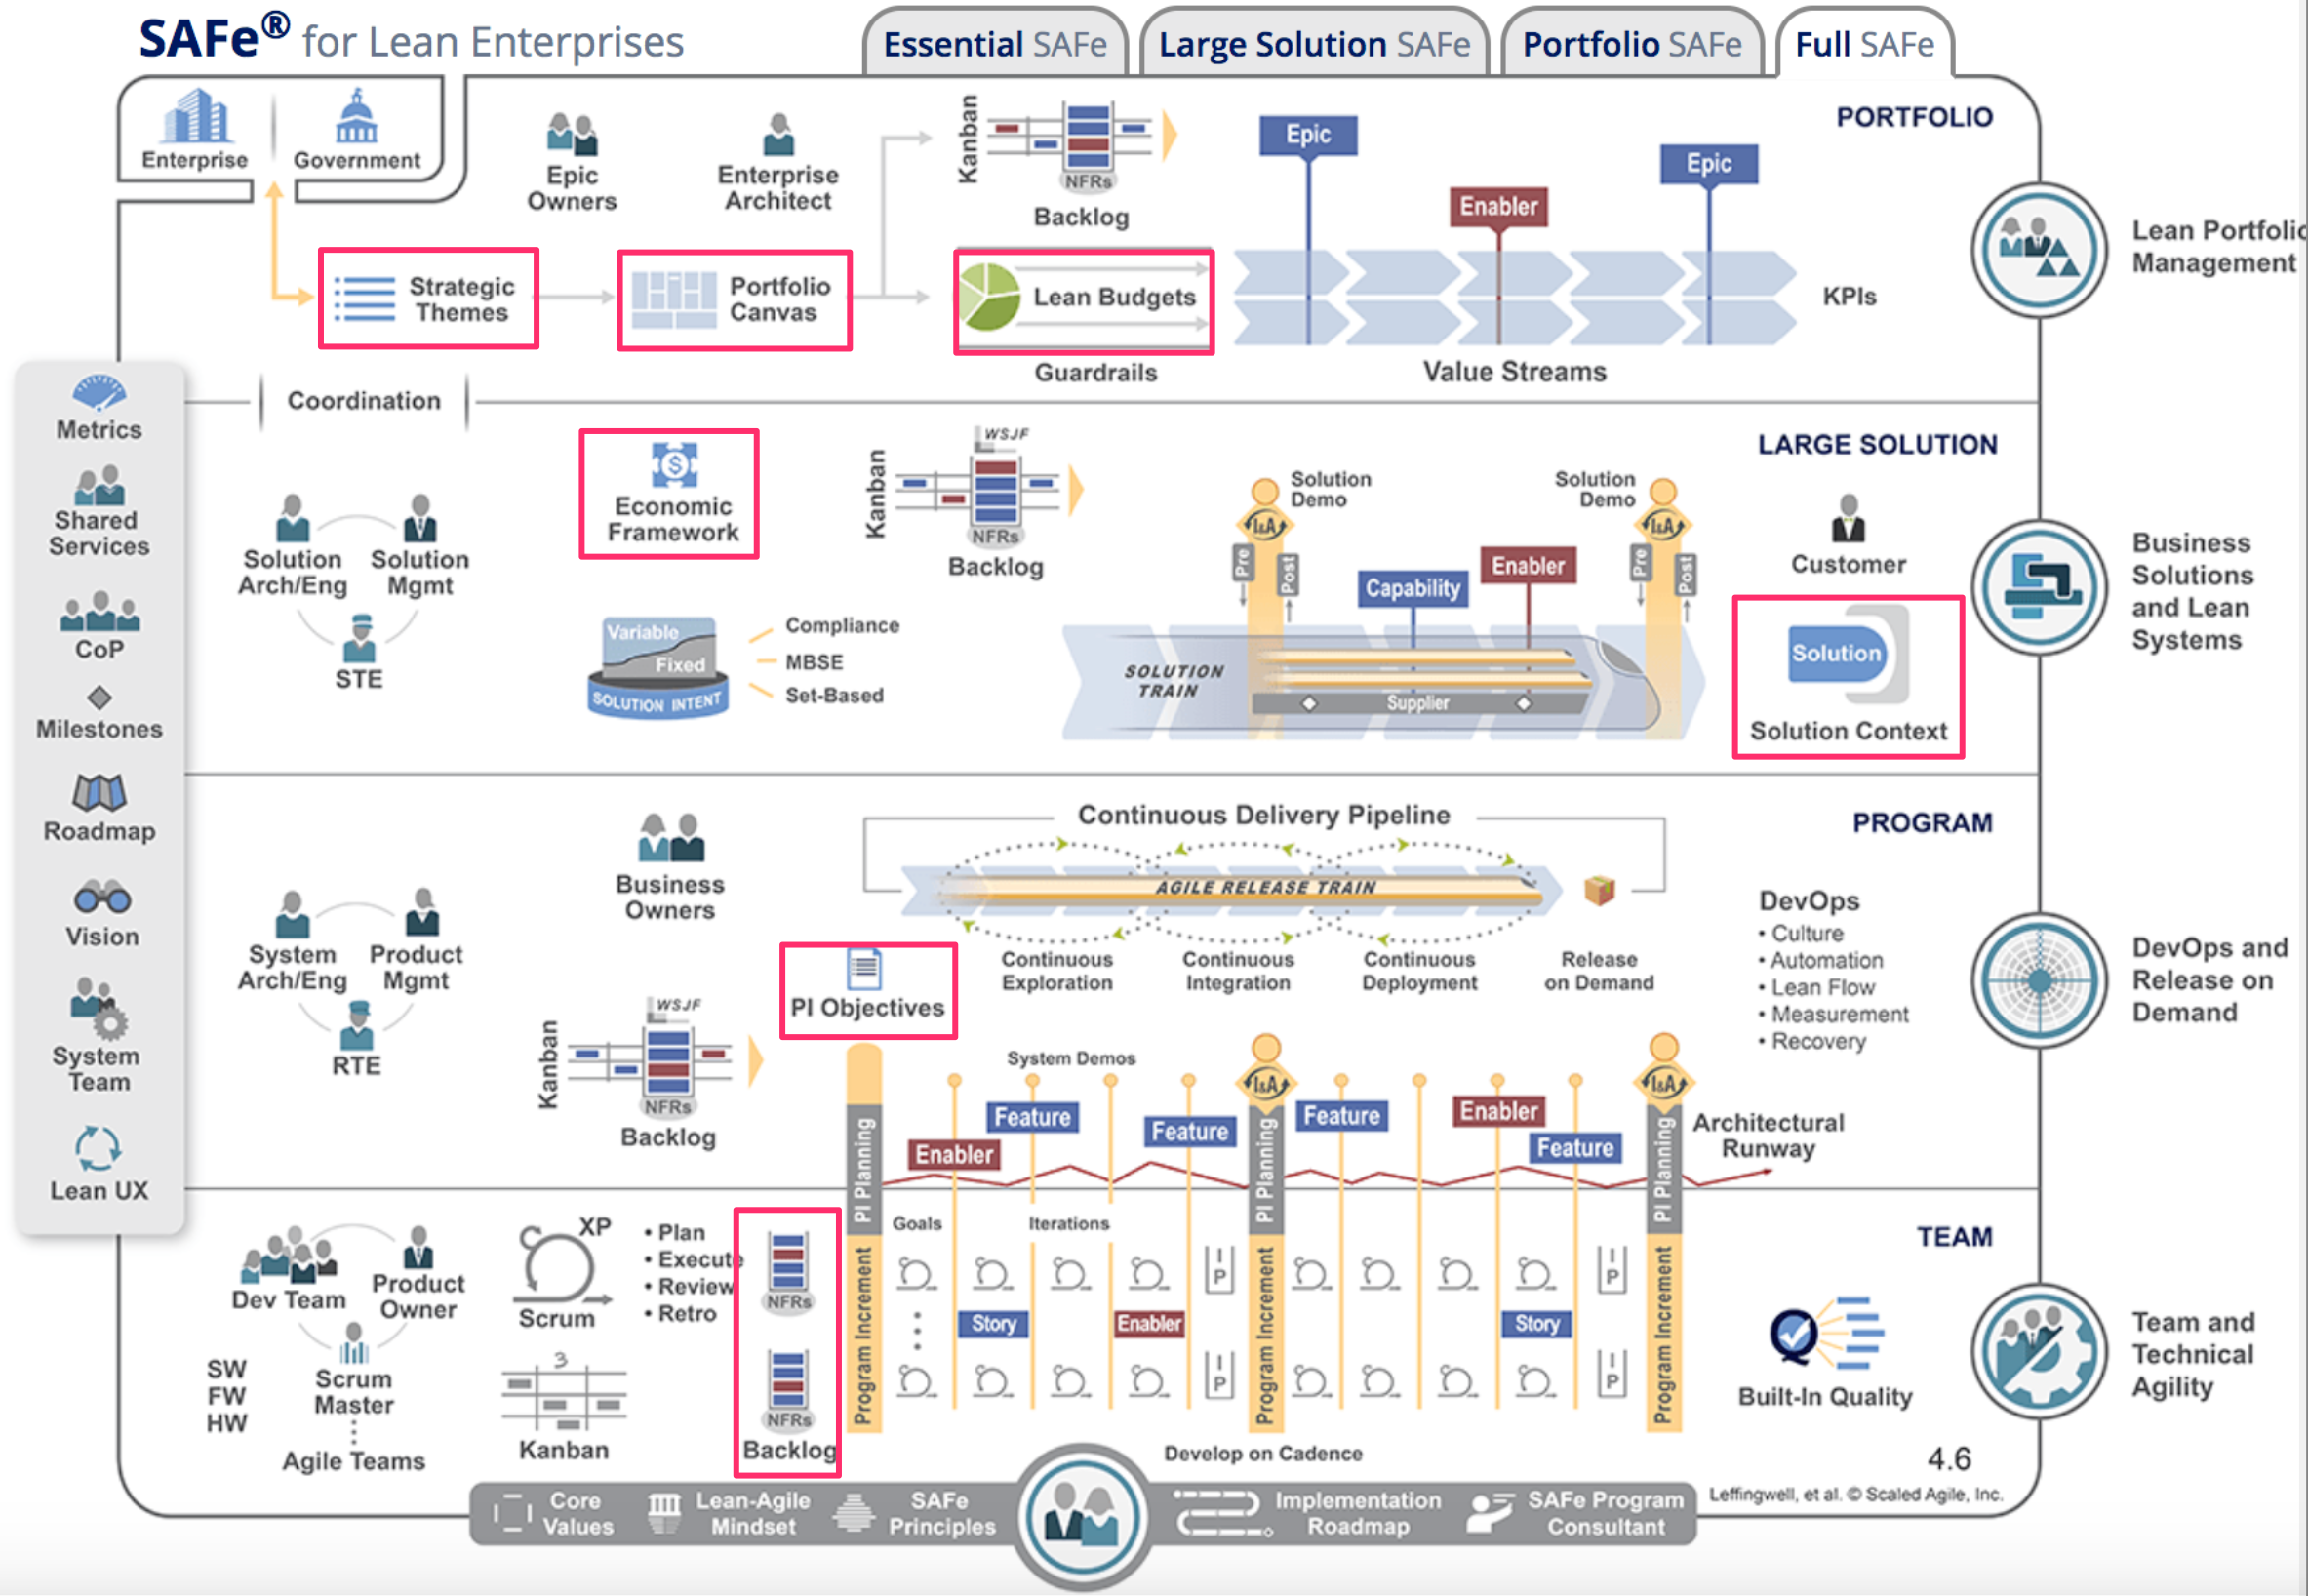 SAFe® for Lean Enterprises
Essential SAFe
Large Solution SAFe
Portfolio SAFe
Full SAFe
Enterprise
Government
Epic
Owners
Enterprise
Architect
Kanban
NFRs
Backlog
Epic
Enabler
Epic
PORTFOLIO
Strategic
Themes
Portfolio
Canvas
Lean Budgets
Guardrails
Value Streams
KPIs
Lean Portfolio
Management
Metrics
Shared
Services
CoP
Milestones
Roadmap
Vision
System
Team
Lean UX
Coordination
LARGE SOLUTION
Economic
Framework
Kanban
WSJF
NFRs
Backlog
Solution
Arch/Eng
Solution
Mgmt
STE
Variable
Fixed
SOLUTION INTENT
Compliance
MBSE
Set-Based
Solution
Demo
I&A
Pre
Post
Capability
Enabler
Solution
Demo
I&A
Pre
Post
SOLUTION
TRAIN
Supplier
Customer
Solution
Solution Context
Business
Solutions
and Lean
Systems
PROGRAM
Continuous Delivery Pipeline
AGILE RELEASE TRAIN
Continuous
Exploration
Continuous
Integration
Continuous
Deployment
Release
on Demand
Business
Owners
System
Arch/Eng
Product
Mgmt
RTE
PI Objectives
Kanban
WSJF
NFRs
Backlog
DevOps
• Culture
• Automation
• Lean Flow
• Measurement
• Recovery
DevOps and
Release on
Demand
System Demos
I&A
I&A
Enabler
Feature
Feature
Feature
Enabler
Feature
Architectural
Runway
PI Planning
PI Planning
PI Planning
TEAM
Dev Team
Product
Owner
Scrum
Master
Agile Teams
SW
FW
HW
XP
Scrum
• Plan
• Execute
• Review
• Retro
3
Kanban
NFRs
NFRs
Backlog
Program Increment
Program Increment
Program Increment
Goals
Iterations
I
P
I
P
I
P
I
P
Story
Enabler
Story
Develop on Cadence
Built-In Quality
Team and
Technical
Agility
4.6
Leffingwell, et al. © Scaled Agile, Inc.
Core
Values
Lean-Agile
Mindset
SAFe
Principles
Implementation
Roadmap
SAFe Program
Consultant